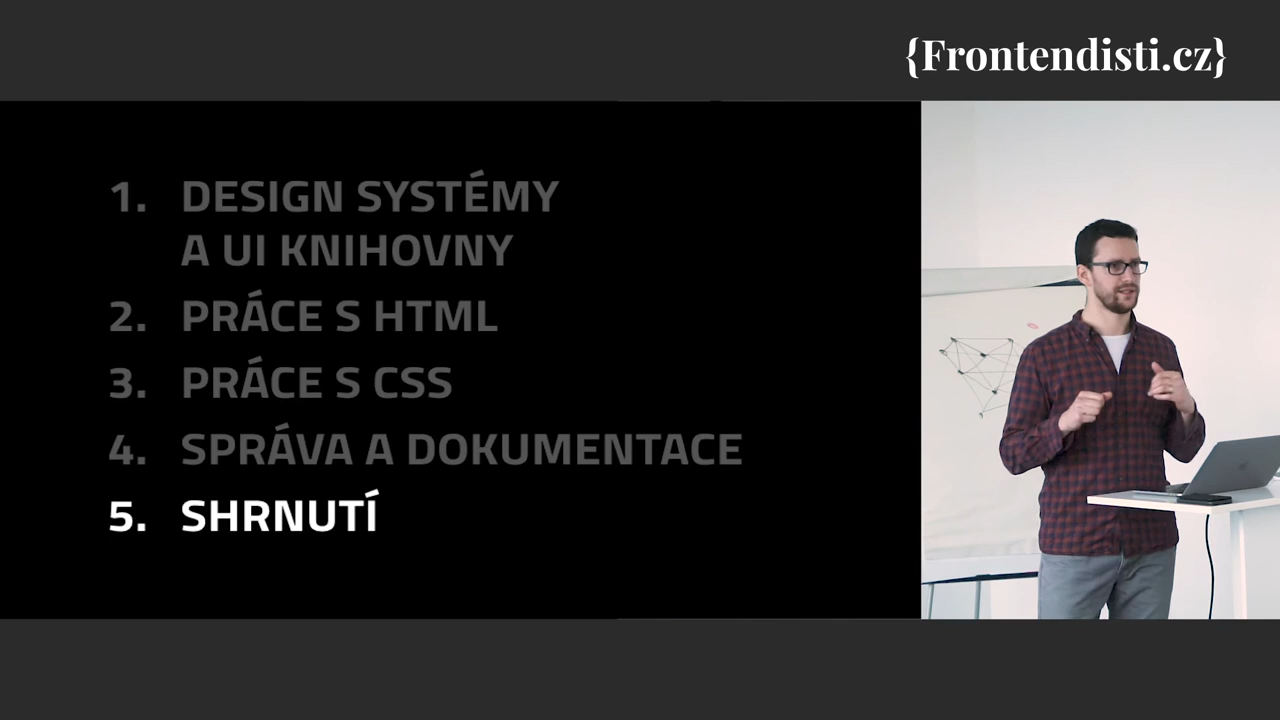 {Frontendisti.cz}
1. DESIGN SYSTÉMY
A UI KNIHOVNY
2. PRÁCE S HTML
3. PRÁCE S CSS
4. SPRÁVA A DOKUMENTACE
5. SHRNUTÍ